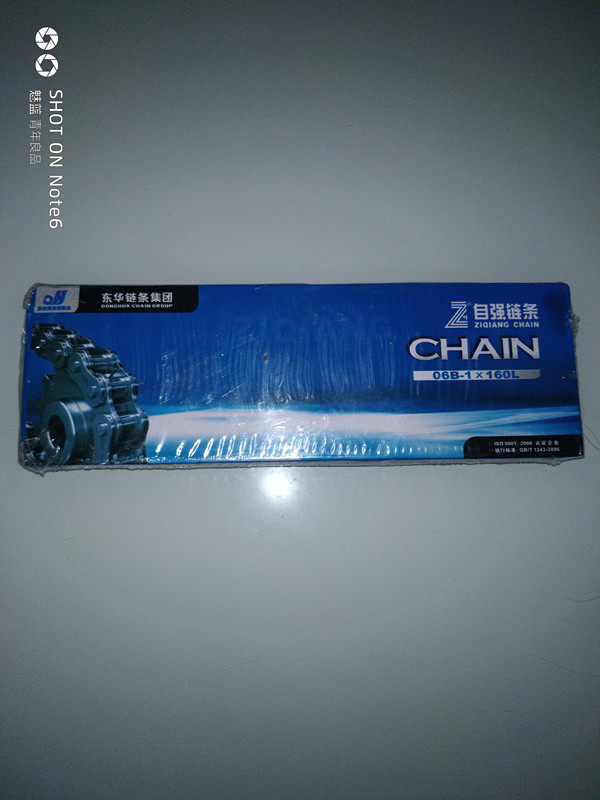 SHOT ON Note6
魅蓝 青年良品
DONGHUA
东华链条集团
DONGHUA CHAIN GROUP
自强链条
ZIQIANG CHAIN
CHAIN
06B-1×160L
□ISO 9001: 2008 认证企业
□执行标准: GB/T 1243-2006